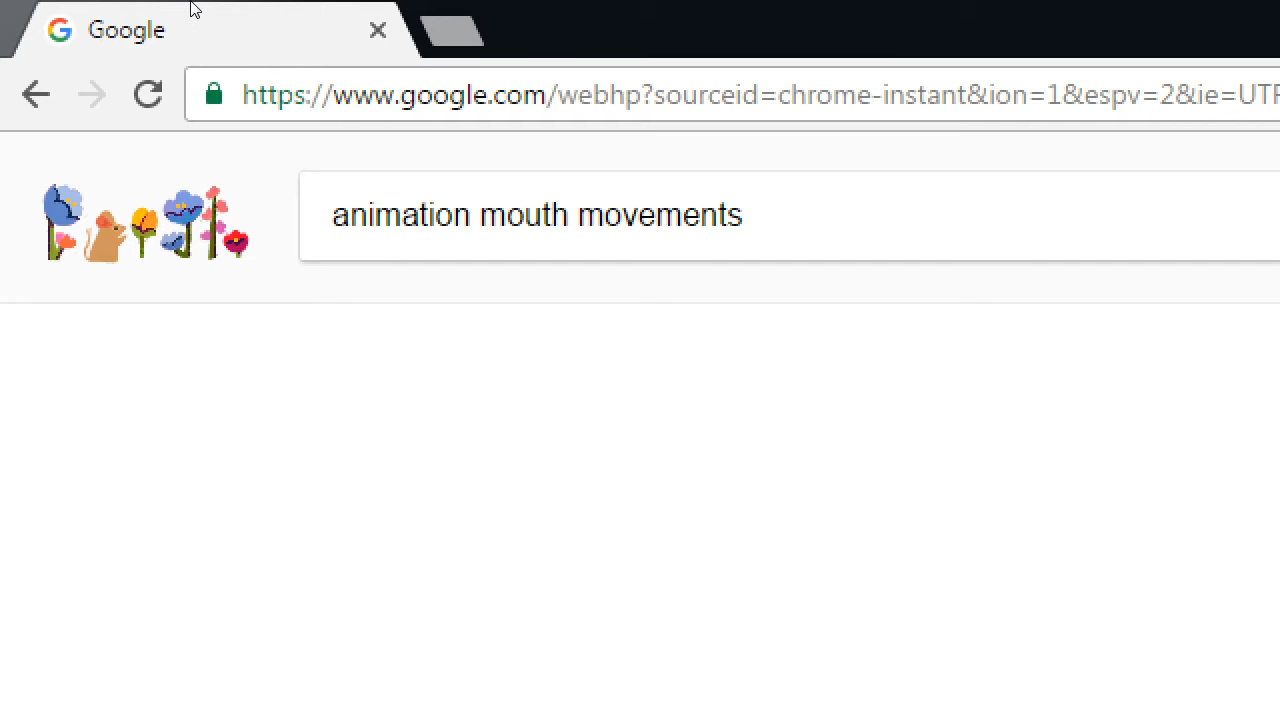 Google
https://www.google.com/webhp?sourceid=chrome-instant&ion=1&espv=2&ie=UTF
animation mouth movements